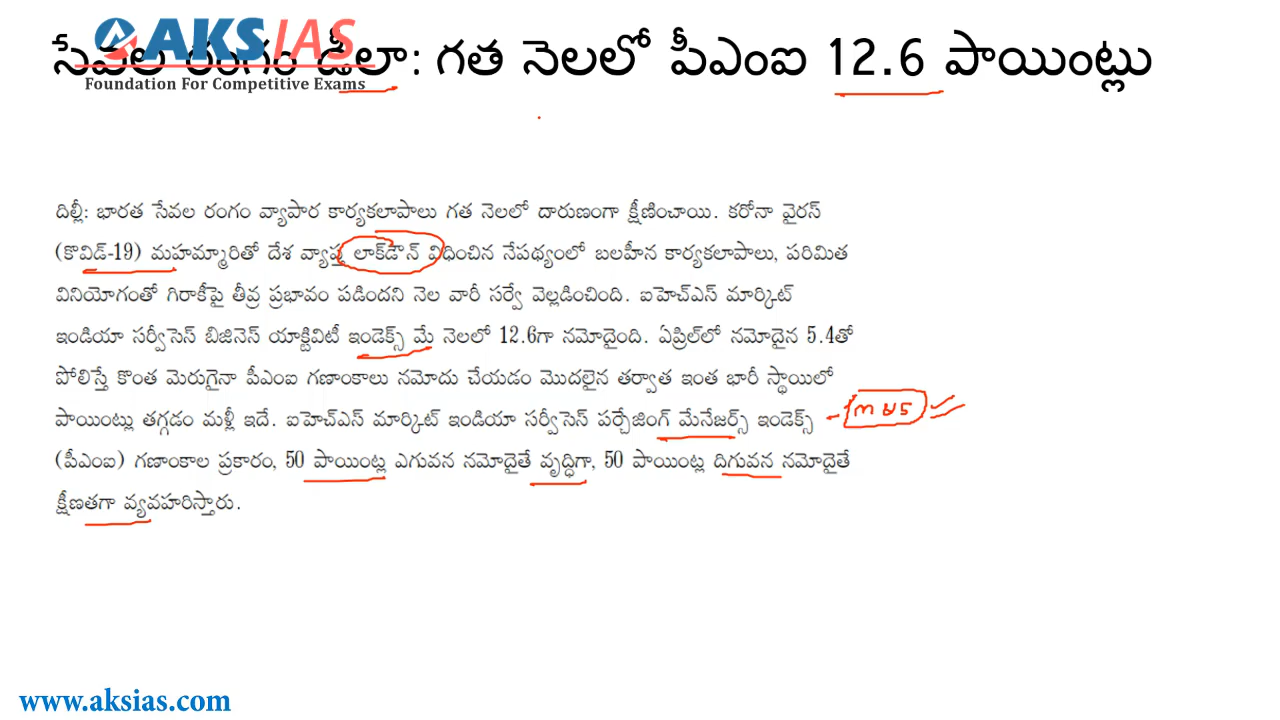 AKSIAS
Foundation For Competitive Exams
సేవల రంగం డీలా: గత నెలలో పీఎంఐ 12.6 పాయింట్లు
దిల్లీ: భారత సేవల రంగం వ్యాపార కార్యకలాపాలు గత నెలలో దారుణంగా క్షీణించాయి. కరోనా వైరస్
(కొవిడ్-19) మహమ్మారితో దేశ వ్యాప్త లాక్‌డౌన్ విధించిన నేపథ్యంలో బలహీన కార్యకలాపాలు, పరిమిత
వినియోగంతో గిరాకీపై తీవ్ర ప్రభావం పడిందని నెల వారీ సర్వే వెల్లడించింది. ఐహెచ్ఎస్ మార్కిట్
ఇండియా సర్వీసెస్ బిజినెస్ యాక్టివిటీ ఇండెక్స్ మే నెలలో 12.6గా నమోదైంది. ఏప్రిల్‌లో నమోదైన 5.4తో
పోలిస్తే కొంత మెరుగైనా పీఎంఐ గణాంకాలు నమోదు చేయడం మొదలైన తర్వాత ఇంత భారీ స్థాయిలో
పాయింట్లు తగ్గడం మళ్లీ ఇదే. ఐహెచ్ఎస్ మార్కిట్ ఇండియా సర్వీసెస్ పర్చేజింగ్ మేనేజర్స్ ఇండెక్స్
(పీఎంఐ) గణాంకాల ప్రకారం, 50 పాయింట్ల ఎగువన నమోదైతే వృద్ధిగా, 50 పాయింట్ల దిగువన నమోదైతే
క్షీణతగా వ్యవహరిస్తారు.
www.aksias.com